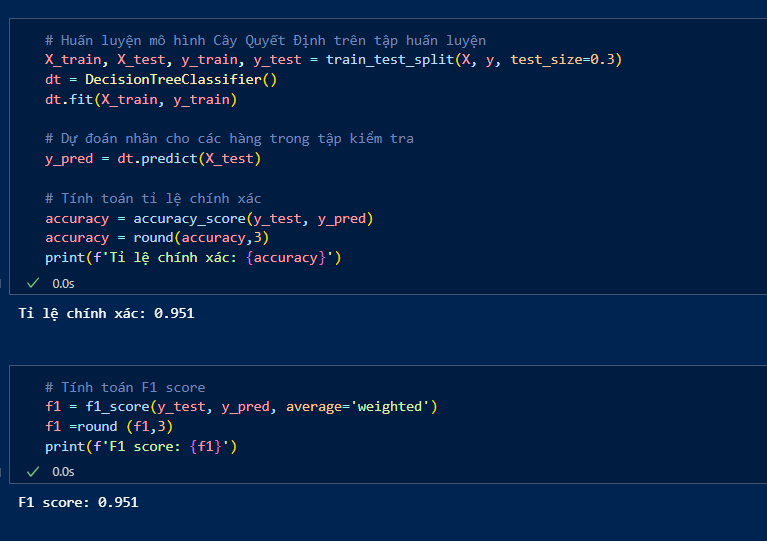 # Huấn luyện mô hình Cây Quyết Định trên tập huấn luyện
X_train, X_test, y_train, y_test = train_test_split(X, y, test_size=0.3)
dt = DecisionTreeClassifier()
dt.fit(X_train, y_train)
# Dự đoán nhãn cho các hàng trong tập kiểm tra
y_pred = dt.predict(X_test)
# Tính toán tỉ lệ chính xác
accuracy = accuracy_score(y_test, y_pred)
accuracy = round(accuracy,3)
print(f'Tỉ lệ chính xác: {accuracy}')
0.0s
Tỉ lệ chính xác: 0.951
# Tính toán F1 score
f1 = f1_score(y_test, y_pred, average='weighted')
f1 =round (f1,3)
print(f'F1 score: {f1}')
0.0s
F1 score: 0.951